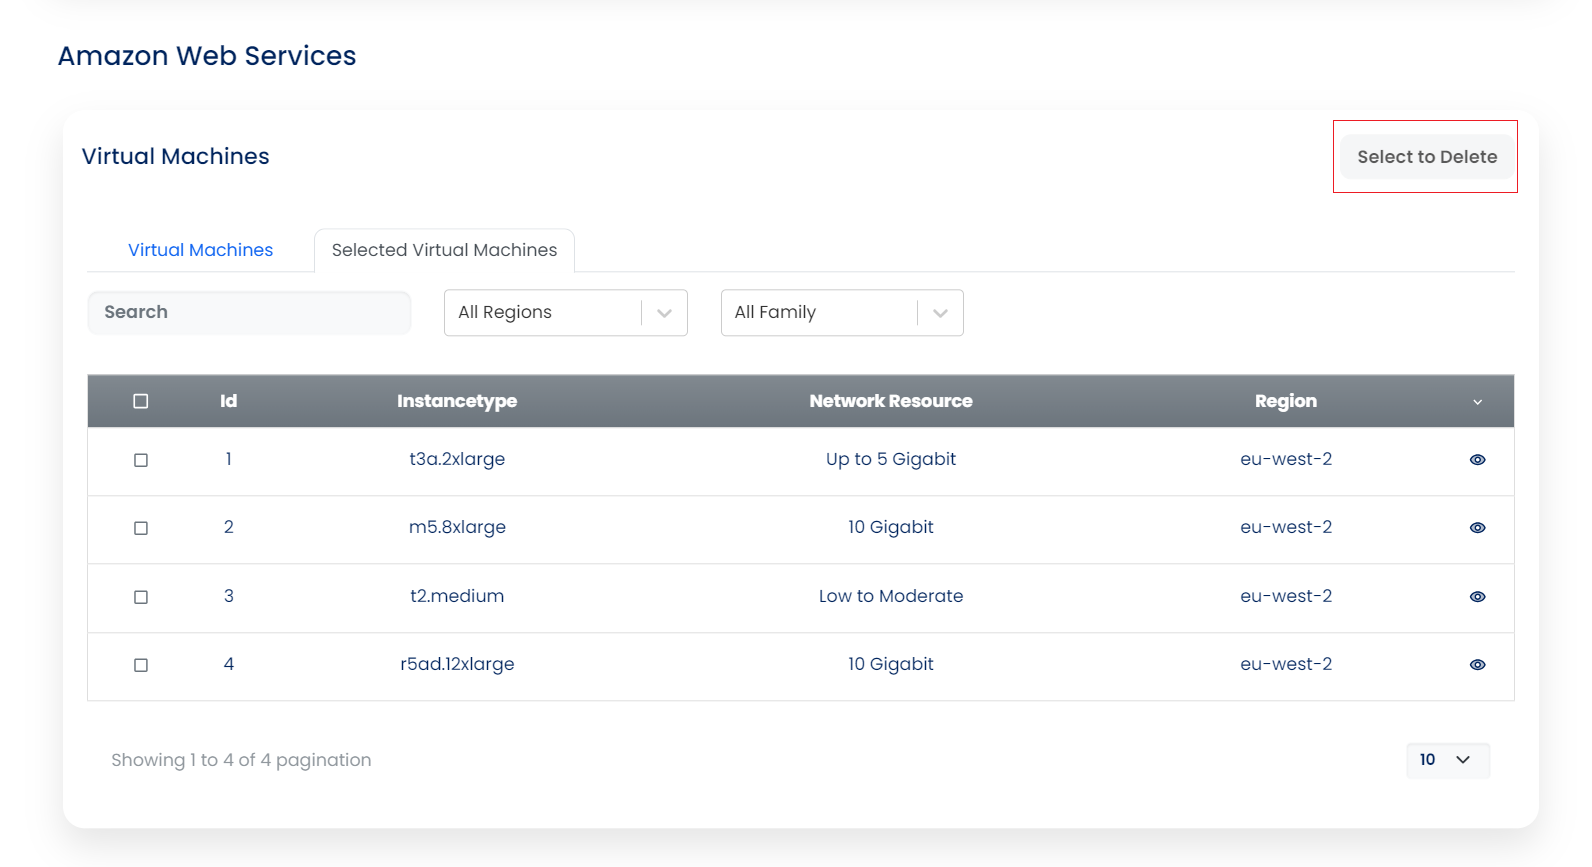 Amazon Web Services
Virtual Machines
Select to Delete
Virtual Machines Selected Virtual Machines
Search All Regions All Family
Id Instancetype Network Resource Region
1 t3a.2xlarge Up to 5 Gigabit eu-west-2
2 m5.8xlarge 10 Gigabit eu-west-2
3 t2.medium Low to Moderate eu-west-2
4 r5ad.12xlarge 10 Gigabit eu-west-2
Showing 1 to 4 of 4 pagination 10